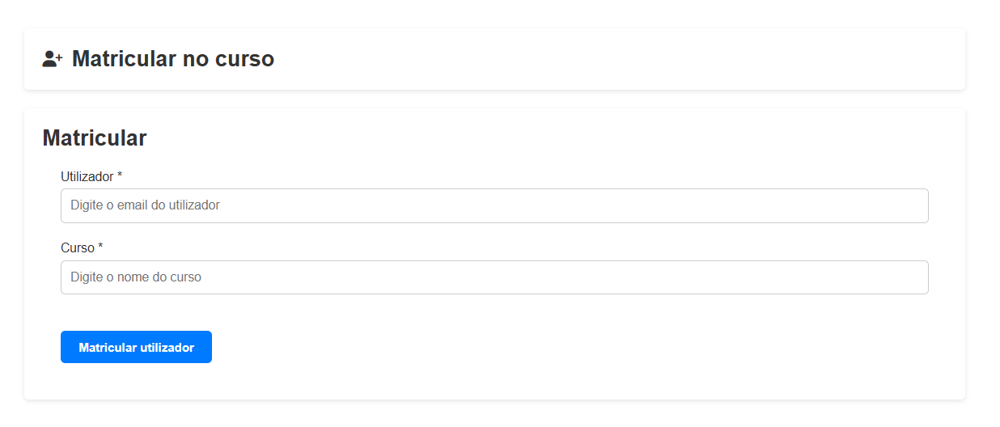 Matricular no curso
Matricular
Utilizador *
Digite o email do utilizador
Curso *
Digite o nome do curso
Matricular utilizador